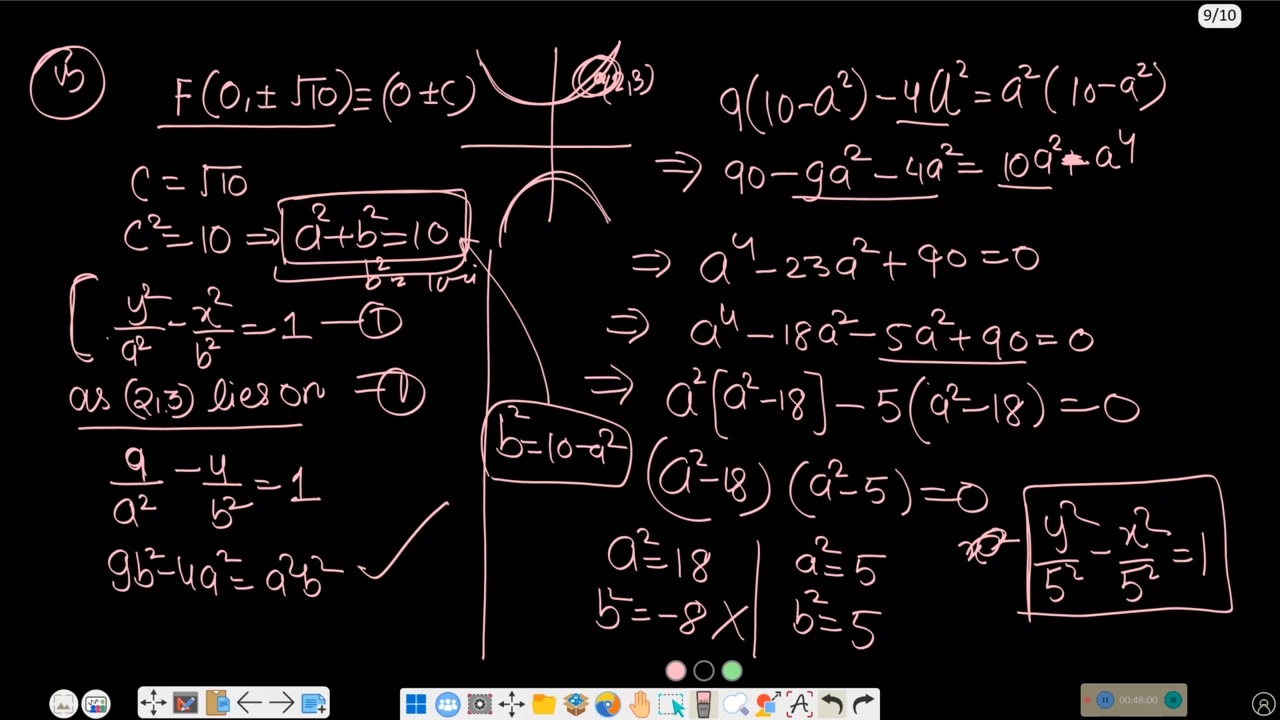 9/10
15
F(0, ± √10) = (0 ± c)
(2,3)
c = √10
c² = 10 ⇒ a² + b² = 10
b² = 10 -
y²/a² - x²/b² = 1 — ①
as (2,3) lies on — ①
9/a² - 4/b² = 1
9b² - 4a² = a²b²
b² = 10 - a²
9(10 - a²) - 4a² = a²(10 - a²)
⇒ 90 - 9a² - 4a² = 10a² - a⁴
⇒ a⁴ - 23a² + 90 = 0
⇒ a⁴ - 18a² - 5a² + 90 = 0
⇒ a²[a² - 18] - 5(a² - 18) = 0
(a² - 18)(a² - 5) = 0
a² = 18 | a² = 5
b² = -8 × | b² = 5
y²/5² - x²/5² = 1
00:48:00